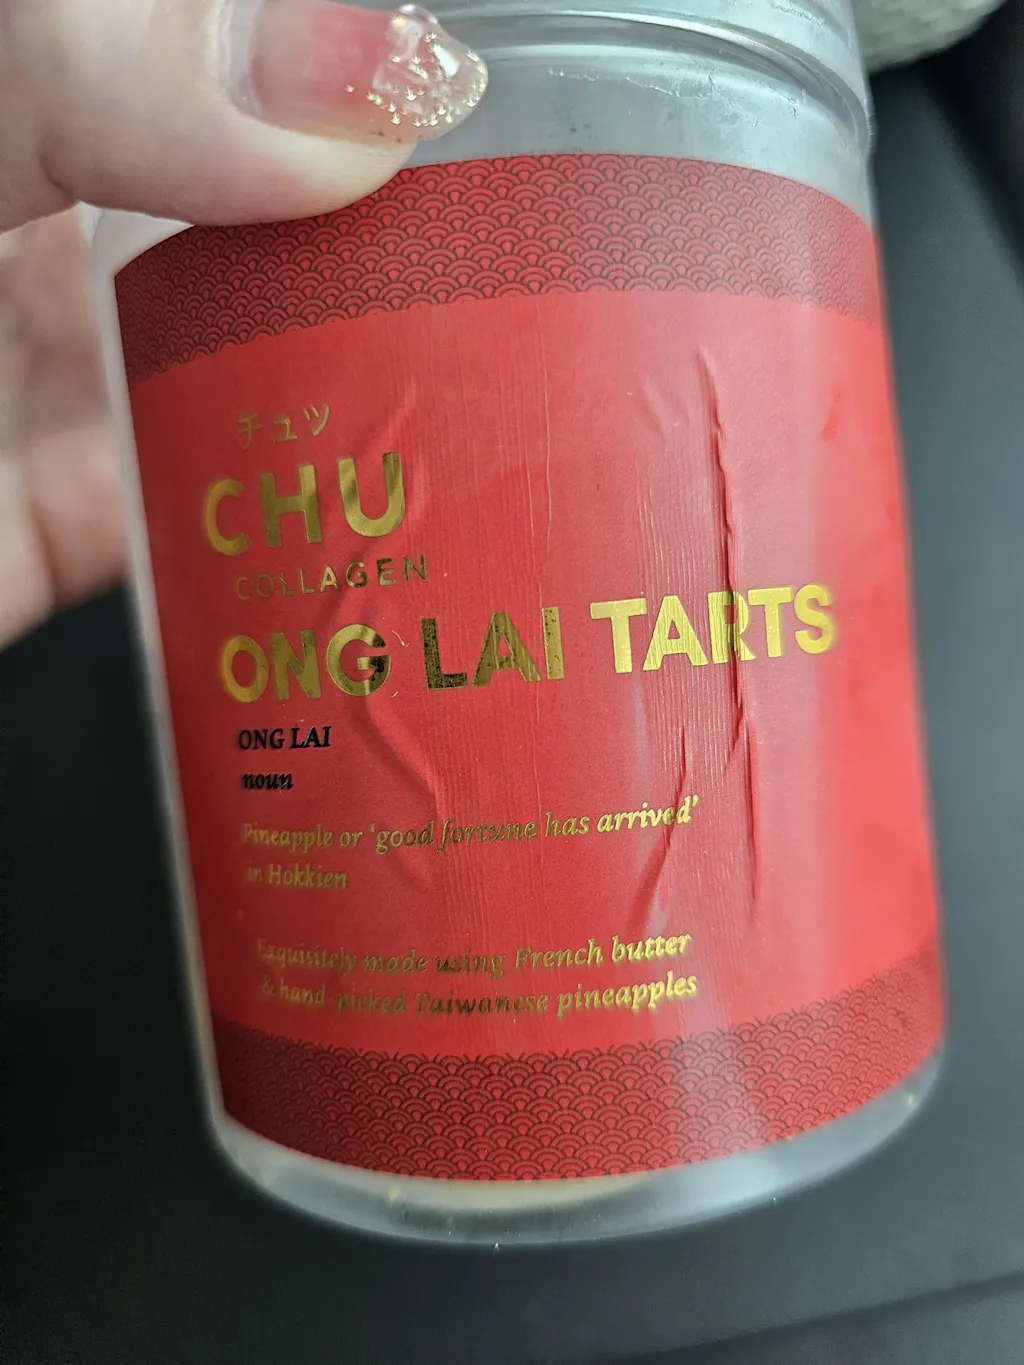 チュツ
CHU
COLLAGEN
ONG LAI TARTS
ONG LAI
noun
Pineapple or ‘good fortune has arrived’
in Hokkien
Exquisitely made using French butter
& hand-picked Taiwanese pineapples